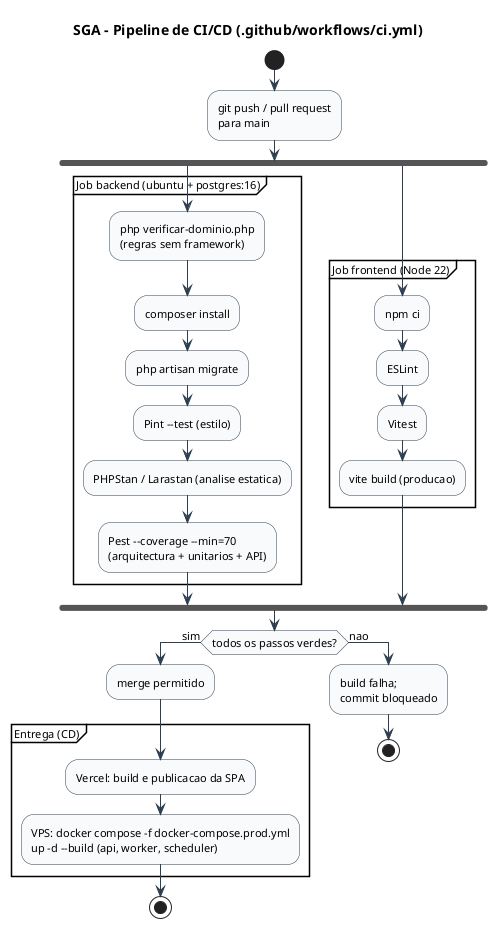 SGA - Pipeline de CI/CD (.github/workflows/ci.yml)
git push / pull request
para main
Job backend (ubuntu + postgres:16)
php verificar-dominio.php
(regras sem framework)
composer install
php artisan migrate
Pint --test (estilo)
PHPStan / Larastan (analise estatica)
Pest --coverage --min=70
(arquitectura + unitarios + API)
Job frontend (Node 22)
npm ci
ESLint
Vitest
vite build (producao)
todos os passos verdes?
sim
nao
merge permitido
build falha;
commit bloqueado
Entrega (CD)
Vercel: build e publicacao da SPA
VPS: docker compose -f docker-compose.prod.yml
up -d --build (api, worker, scheduler)